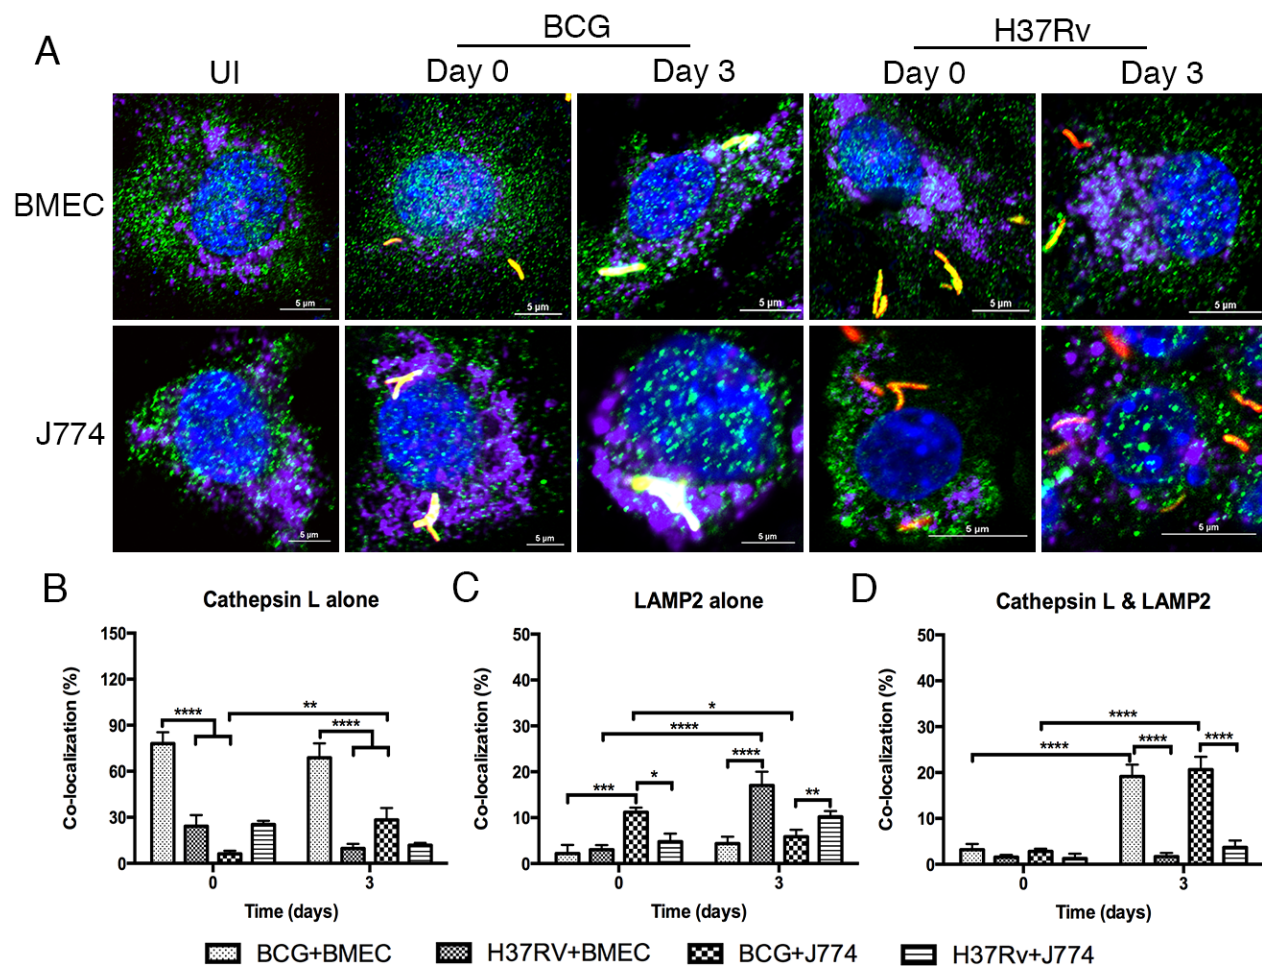 A
BCG
H37Rv
UI
Day 0
Day 3
Day 0
Day 3
BMEC
5 µm
5 µm
5 µm
5 µm
5 µm
J774
5 µm
5 µm
5 µm
5 µm
5 µm
B
Cathepsin L alone
Co-localization (%)
150
120
90
60
30
0
****
**
****
0
3
Time (days)
C
LAMP2 alone
Co-localization (%)
50
40
30
20
10
0
*
****
***
*
****
**
0
3
Time (days)
D
Cathepsin L & LAMP2
Co-localization (%)
50
40
30
20
10
0
****
****
****
****
0
3
Time (days)
BCG+BMEC
H37RV+BMEC
BCG+J774
H37Rv+J774